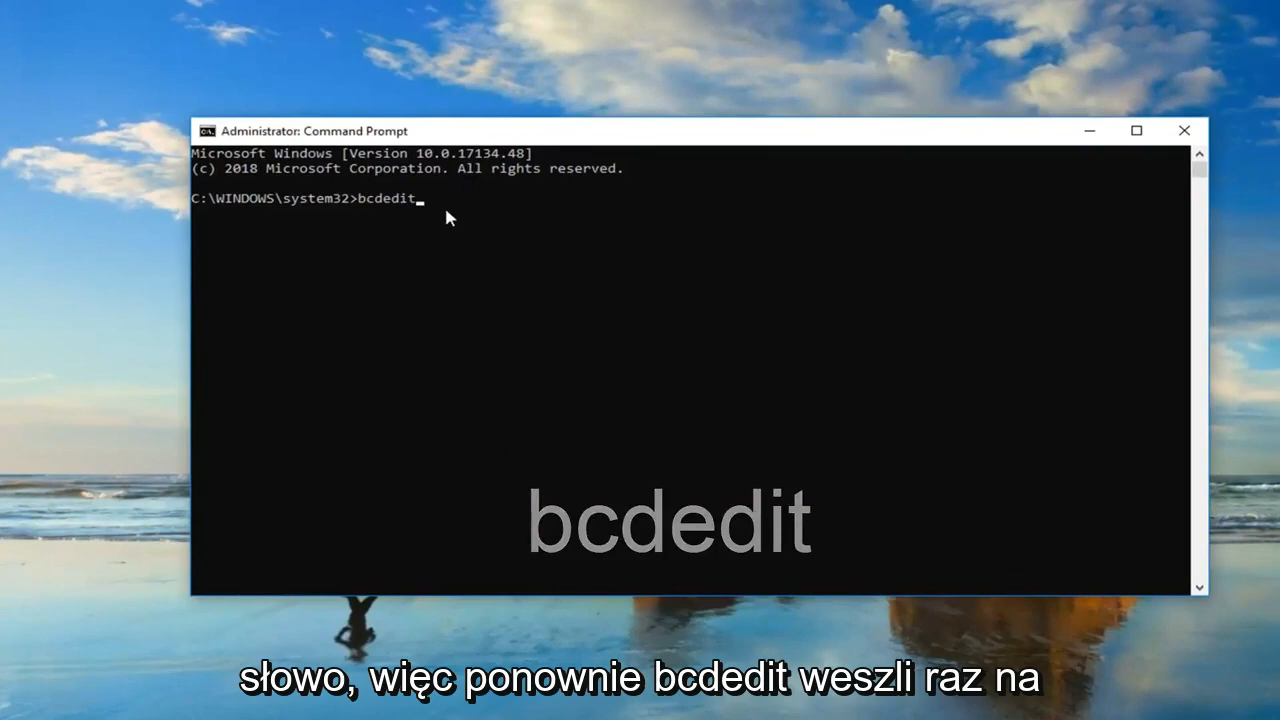 Administrator: Command Prompt
Microsoft Windows [Version 10.0.17134.48]
(c) 2018 Microsoft Corporation. All rights reserved.
C:\WINDOWS\system32>bcdedit
bcdedit
słowo, więc ponownie bcdedit weszli raz na